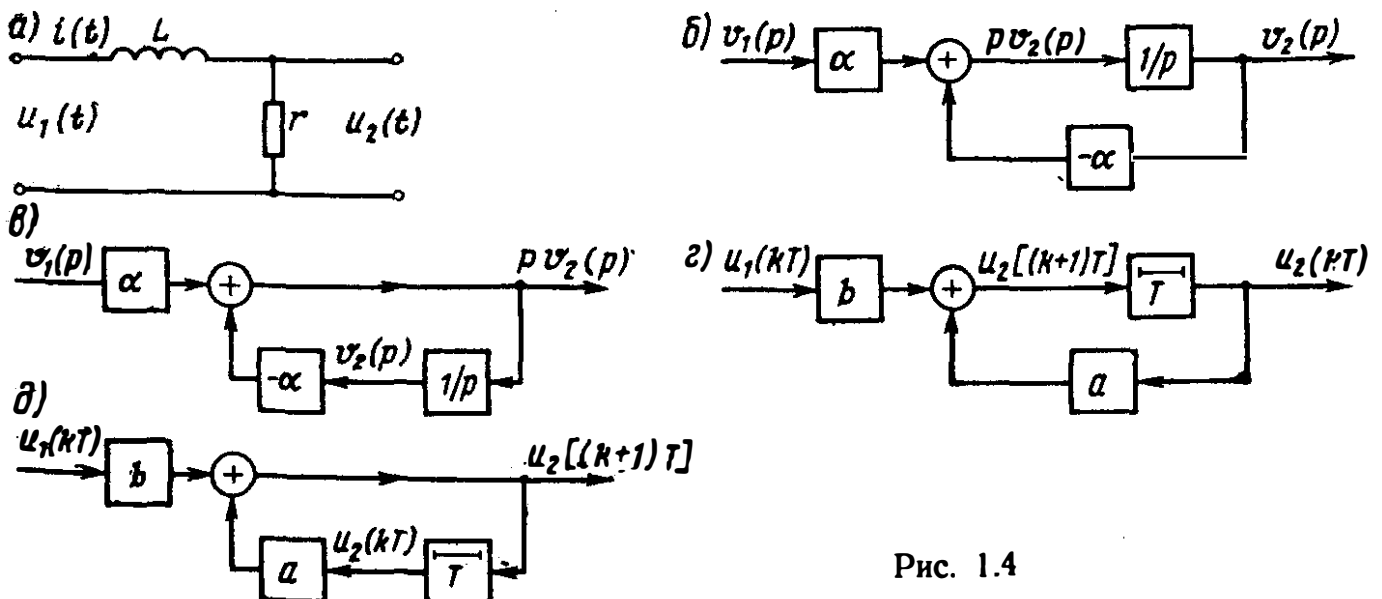 а) i(t) L
u₁(t) r u₂(t)
б) v₁(p) α + pv₂(p) 1/p v₂(p)
-α
в)
v₁(p) α + p v₂(p)
-α v₂(p) 1/p
г) u₁(kT) b + u₂[(k+1)T] T u₂(kT)
a
д)
u₁(kT) b + u₂[(k+1)T]
a u₂(kT) T
Рис. 1.4